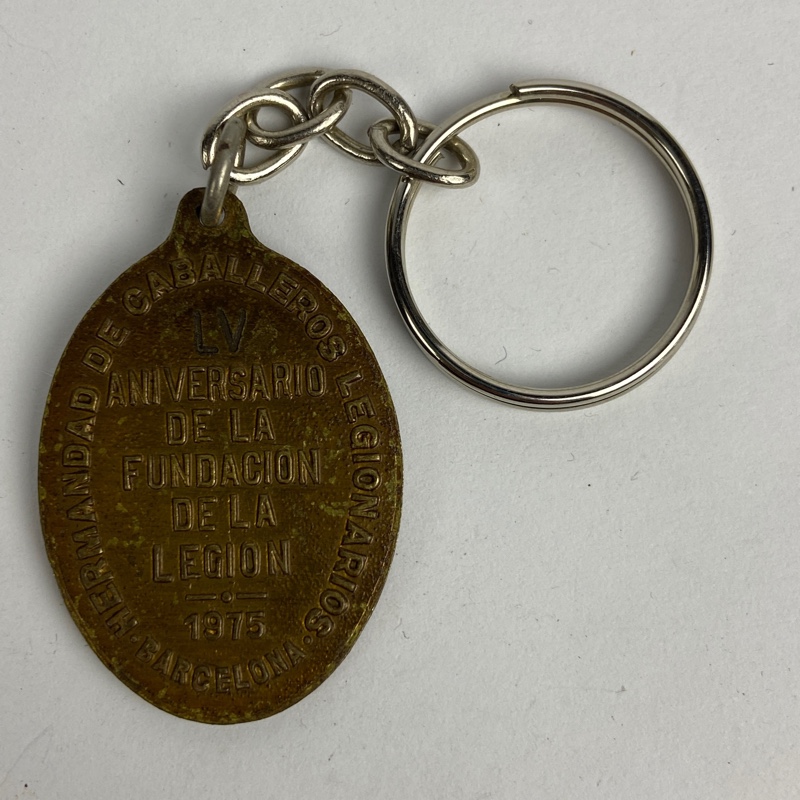 HERMANDAD DE CABALLEROS LEGIONARIOS
LV
ANIVERSARIO
DE LA
FUNDACION
DE LA
LEGION
1975
· BARCELONA ·